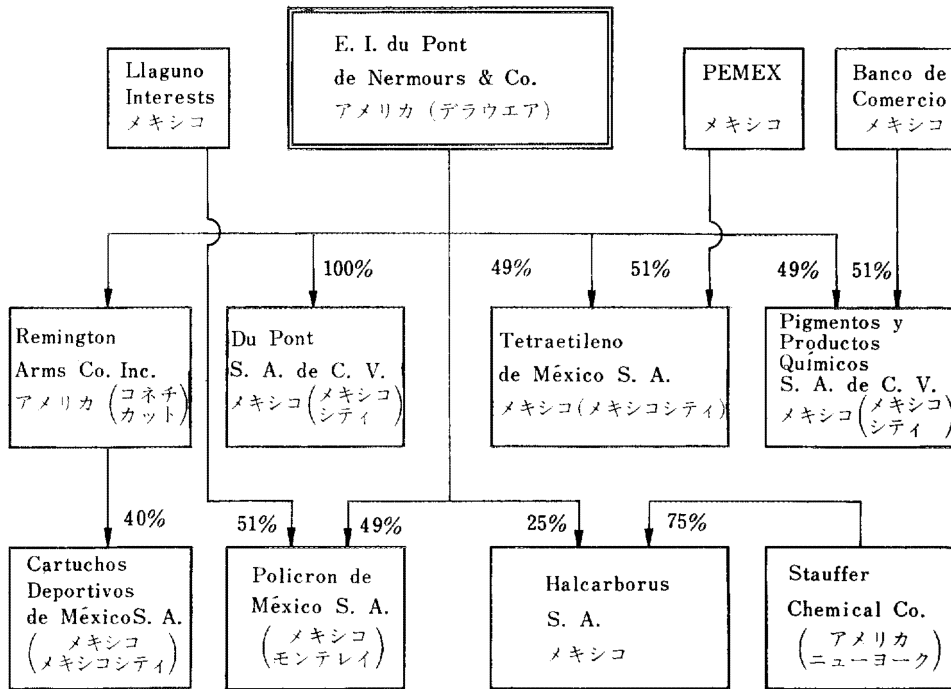 Llaguno
Interests
メキシコ
E. I. du Pont
de Nermours & Co.
アメリカ (デラウエア)
PEMEX
メキシコ
Banco de
Comercio
メキシコ
100%
49%
51%
49%
51%
Remington
Arms Co. Inc.
アメリカ (コネチ
カット)
Du Pont
S. A. de C. V.
メキシコ (メキシコ
シティ)
Tetraetileno
de México S. A.
メキシコ(メキシコシティ)
Pigmentos y
Productos
Químicos
S. A. de C. V.
メキシコ (メキシコ
シティ)
40%
51%
49%
25%
75%
Cartuchos
Deportivos
de México S. A.
(メキシコ
メキシコシティ)
Policron de
México S. A.
(メキシコ
モンテレイ)
Halcarborus
S. A.
メキシコ
Stauffer
Chemical Co.
(アメリカ
ニューヨーク)